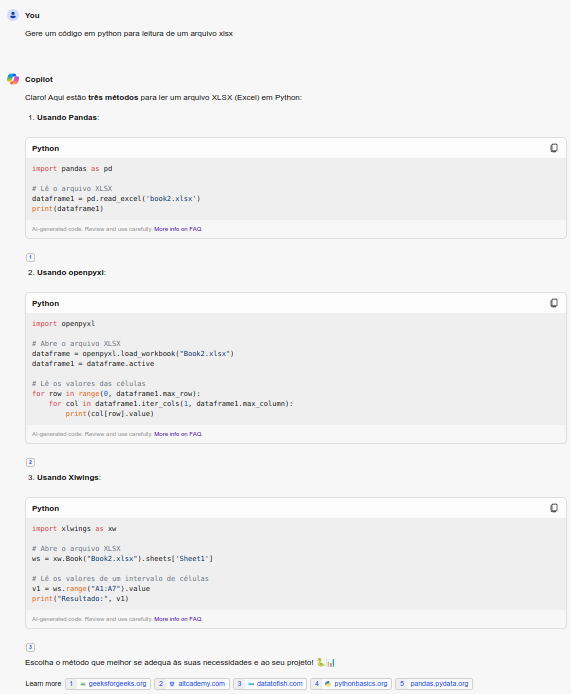 You
Gere um código em python para leitura de um arquivo xlsx
Copilot
Claro! Aqui estão três métodos para ler um arquivo XLSX (Excel) em Python:
1. Usando Pandas:
Python
import pandas as pd
# Lê o arquivo XLSX
dataframe1 = pd.read_excel('book2.xlsx')
print(dataframe1)
AI-generated code. Review and use carefully. More info on FAQ.
1
2. Usando openpyxl:
Python
import openpyxl
# Abre o arquivo XLSX
dataframe = openpyxl.load_workbook("Book2.xlsx")
dataframe1 = dataframe.active
# Lê os valores das células
for row in range(0, dataframe1.max_row):
    for col in dataframe1.iter_cols(1, dataframe1.max_column):
        print(col[row].value)
AI-generated code. Review and use carefully. More info on FAQ.
2
3. Usando Xlwings:
Python
import xlwings as xw
# Abre o arquivo XLSX
ws = xw.Book("Book2.xlsx").sheets['Sheet1']
# Lê os valores de um intervalo de células
v1 = ws.range("A1:A7").value
print("Resultado:", v1)
AI-generated code. Review and use carefully. More info on FAQ.
3
Escolha o método que melhor se adequa às suas necessidades e ao seu projeto! 🐍📊
Learn more 1 geeksforgeeks.org 2 altcademy.com 3 datatofish.com 4 pythonbasics.org 5 pandas.pydata.org